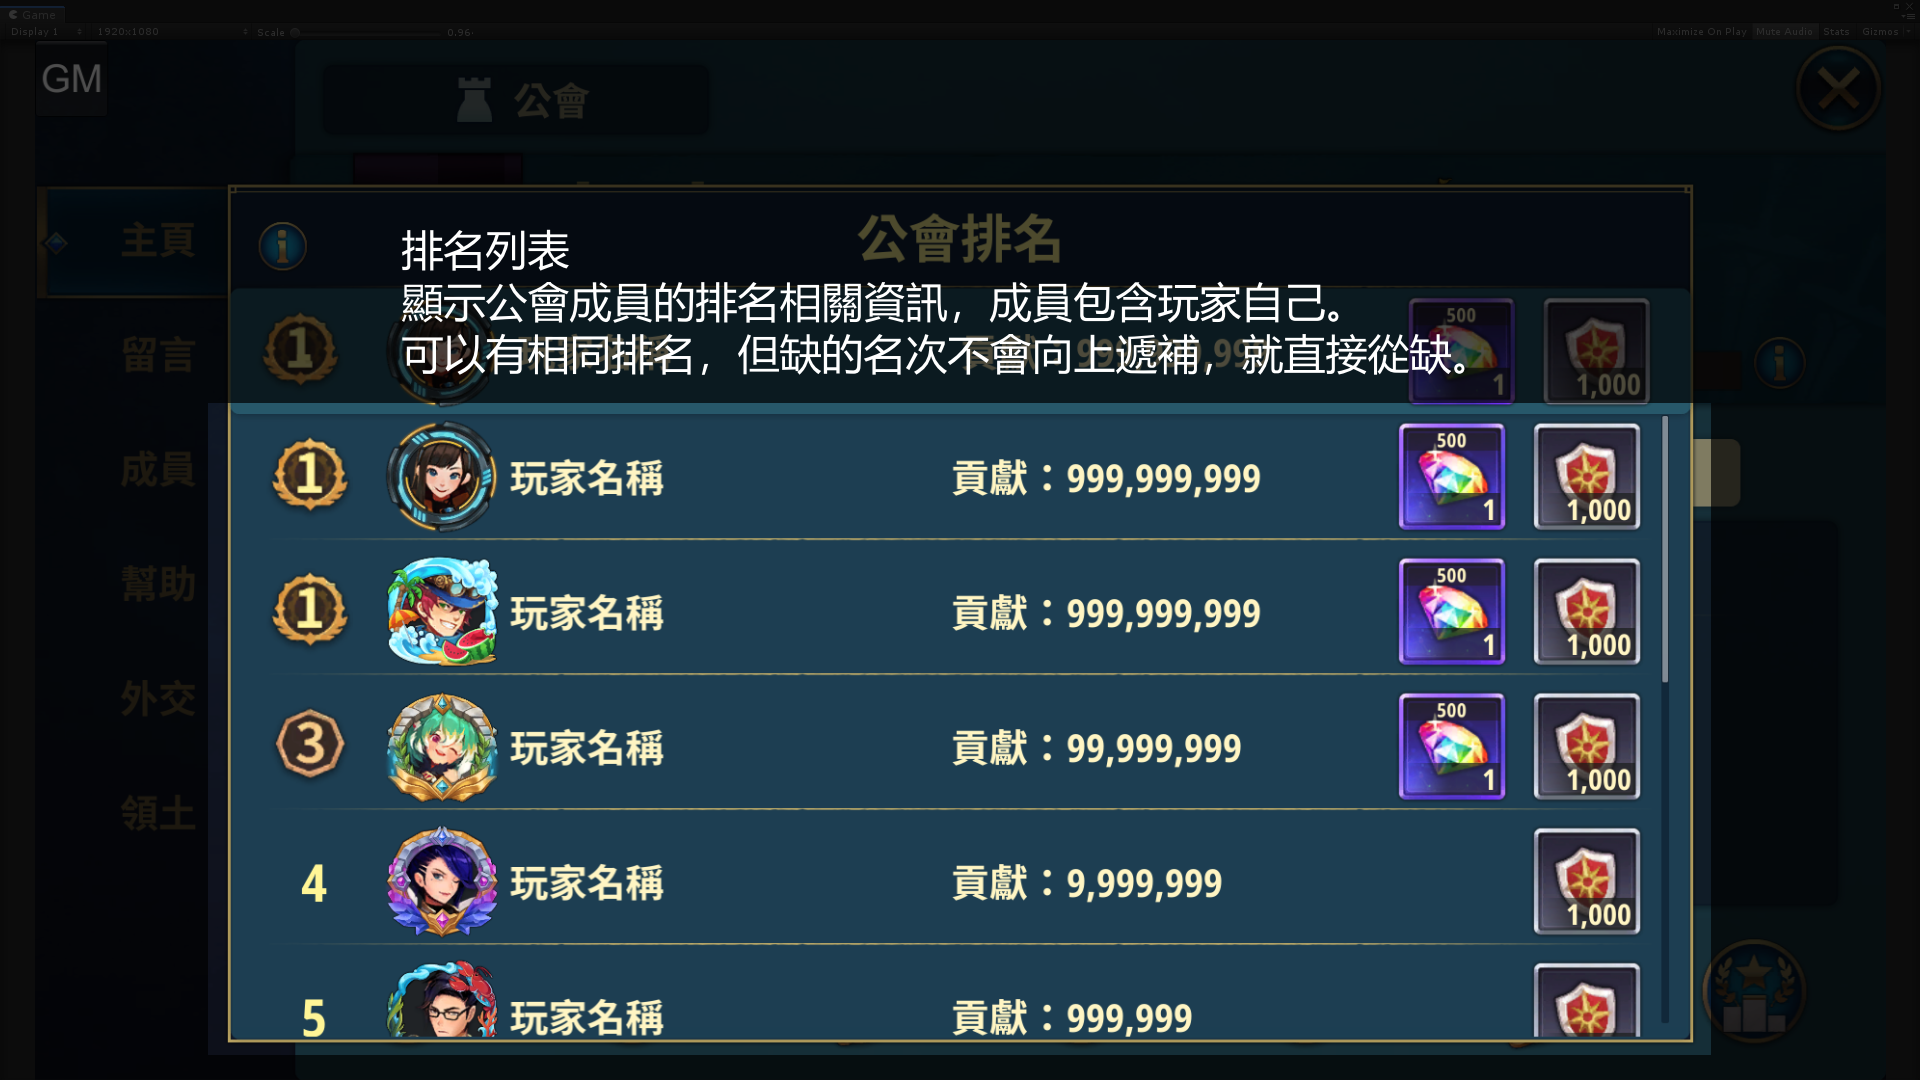 Game
Display 1
1920x1080
Scale
0.96
Maximize On Play
Mute Audio
Stats
Gizmos
GM
公會
公會排名
排名列表
顯示公會成員的排名相關資訊，成員包含玩家自己。
可以有相同排名，但缺的名次不會向上遞補，就直接從缺。
主頁
留言
成員
幫助
外交
領土
1
500
1
1,000
1 玩家名稱 貢獻：999,999,999 500 1 1,000
1 玩家名稱 貢獻：999,999,999 500 1 1,000
3 玩家名稱 貢獻：99,999,999 500 1 1,000
4 玩家名稱 貢獻：9,999,999 1,000
5 玩家名稱 貢獻：999,999